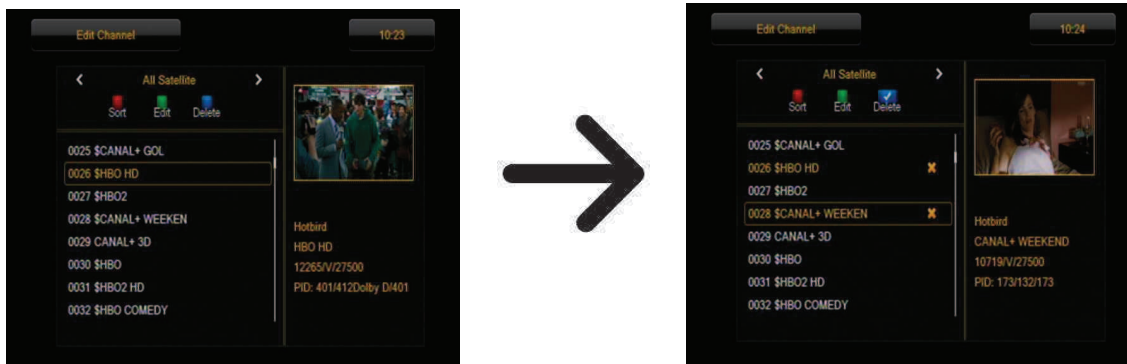 Edit Channel
10:23
All Satellite
Sort Edit Delete
0025 $CANAL+ GOL
0026 $HBO HD
0027 $HBO2
0028 $CANAL+ WEEKEN
0029 CANAL+ 3D
0030 $HBO
0031 $HBO2 HD
0032 $HBO COMEDY
Hotbird
HBO HD
12265/V/27500
PID: 401/412Dolby D/401
Edit Channel
10:24
All Satellite
Sort Edit Delete
0025 $CANAL+ GOL
0026 $HBO HD
0027 $HBO2
0028 $CANAL+ WEEKEN
0029 CANAL+ 3D
0030 $HBO
0031 $HBO2 HD
0032 $HBO COMEDY
Hotbird
CANAL+ WEEKEND
10719/V/27500
PID: 173/132/173